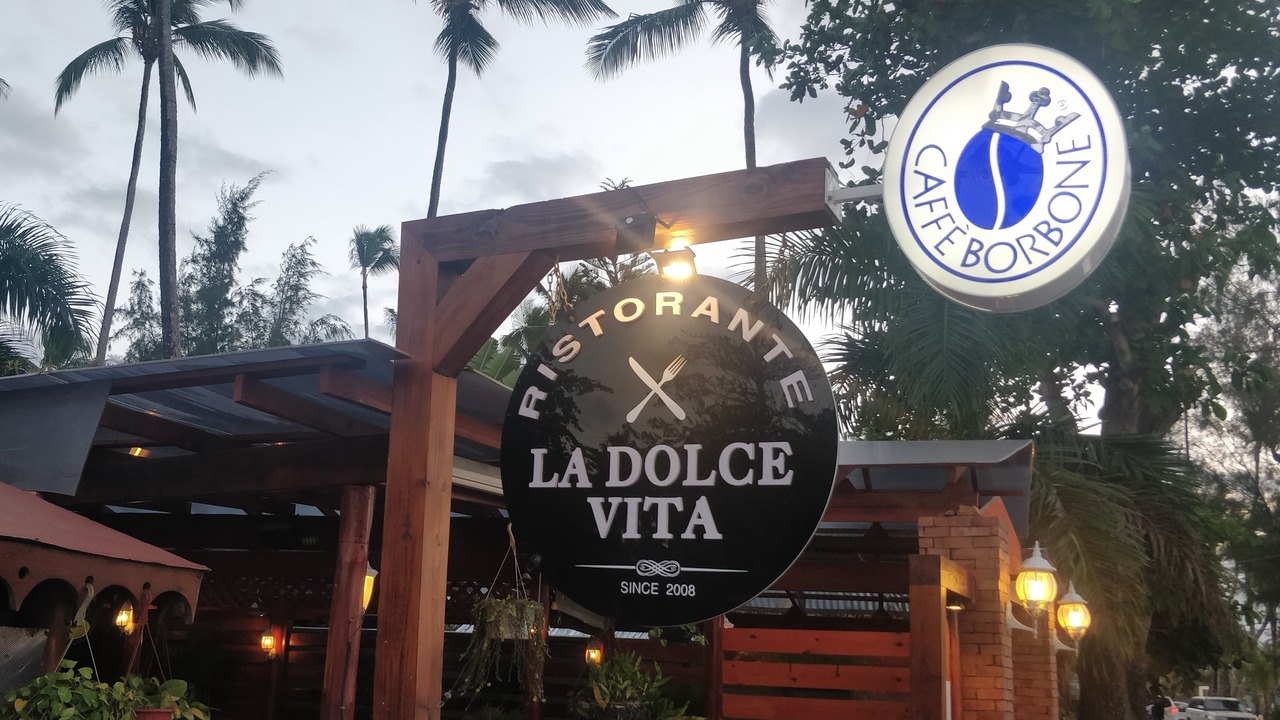 RISTORANTE
LA DOLCE
VITA
SINCE 2008
CAFFÈ BORBONE
®